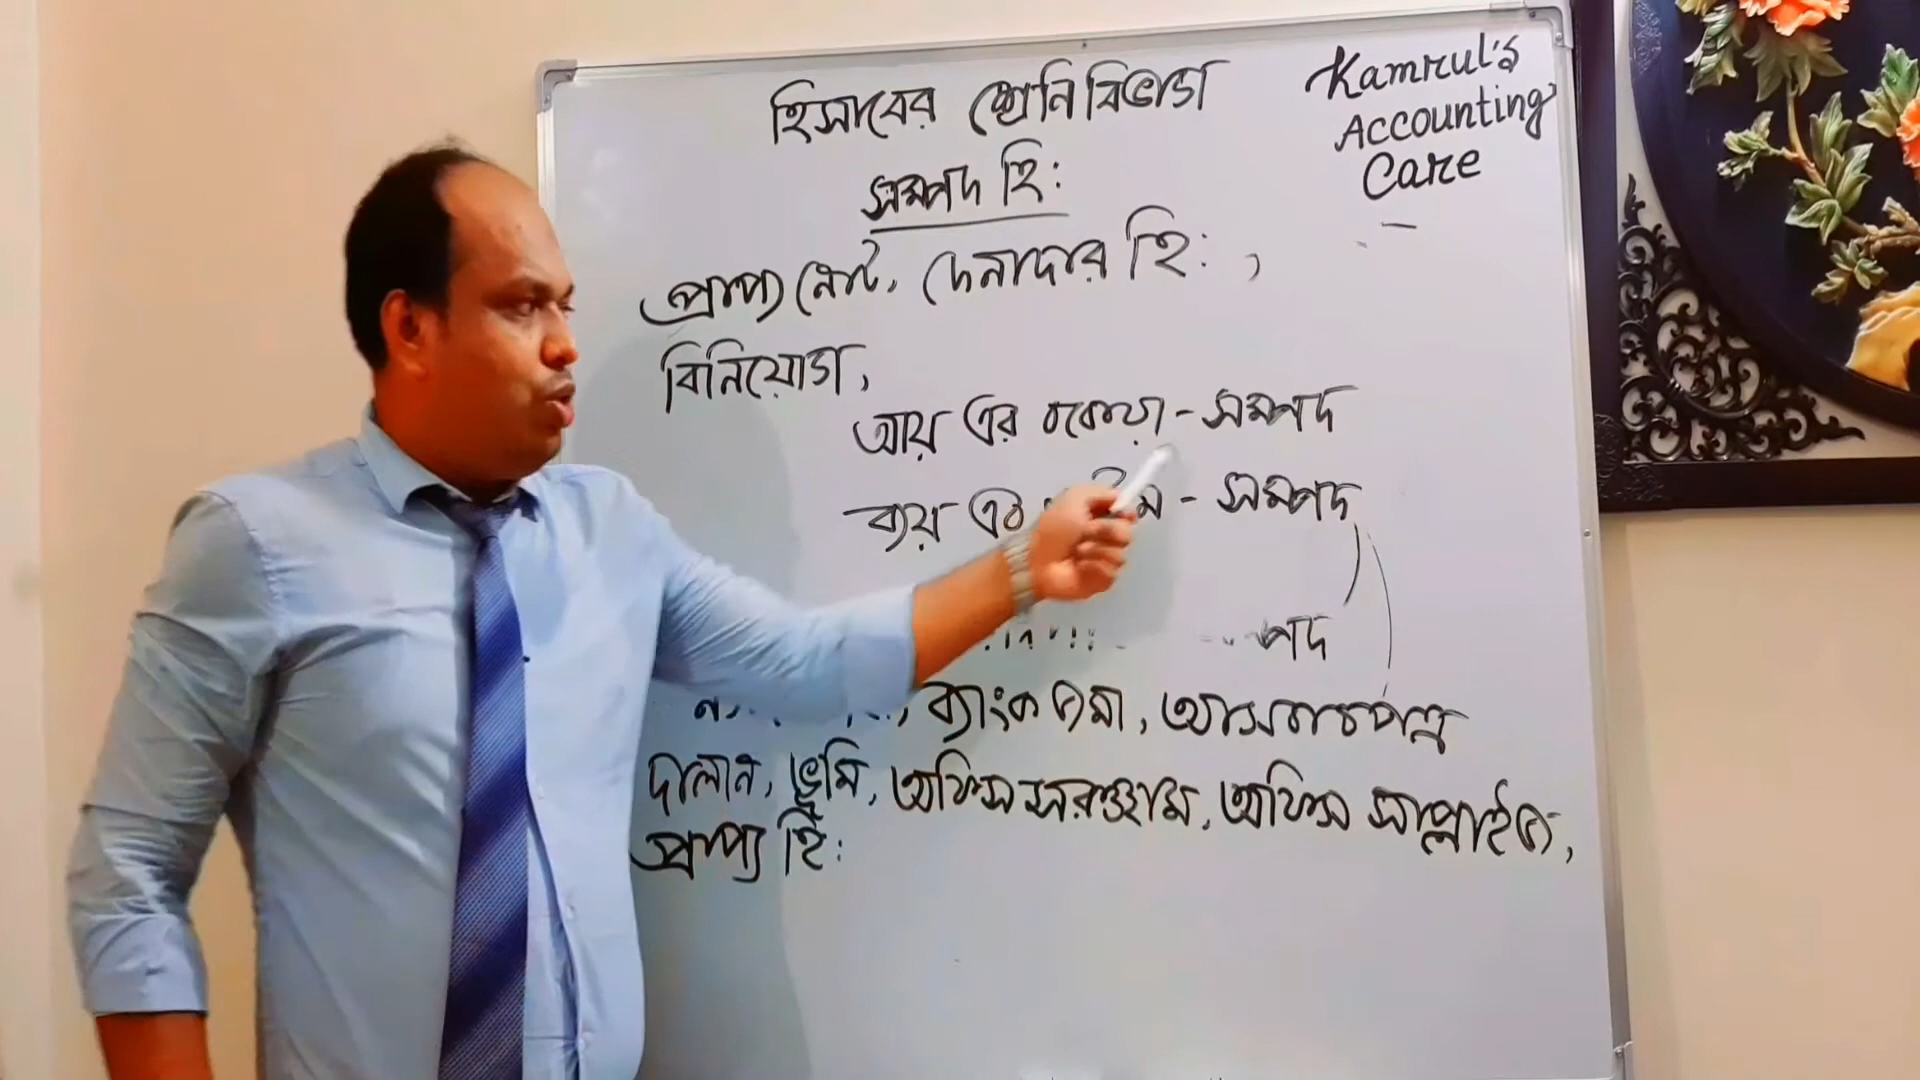 হিসাবের শ্রেনি বিভাগ
Kamrul's
Accounting
Care
সম্পদ হি:
প্রাপ্য নোট, দেনাদার হি: ,
বিনিয়োগ,
আয় এর বকেয়া - সম্পদ
ব্যয় এর - সম্পদ
ব্যাংক জমা, আসবাবপত্র
দালান, ভূমি, অফিস সরঞ্জাম, অফিস সাপ্লাইজ,
প্রাপ্য হি: